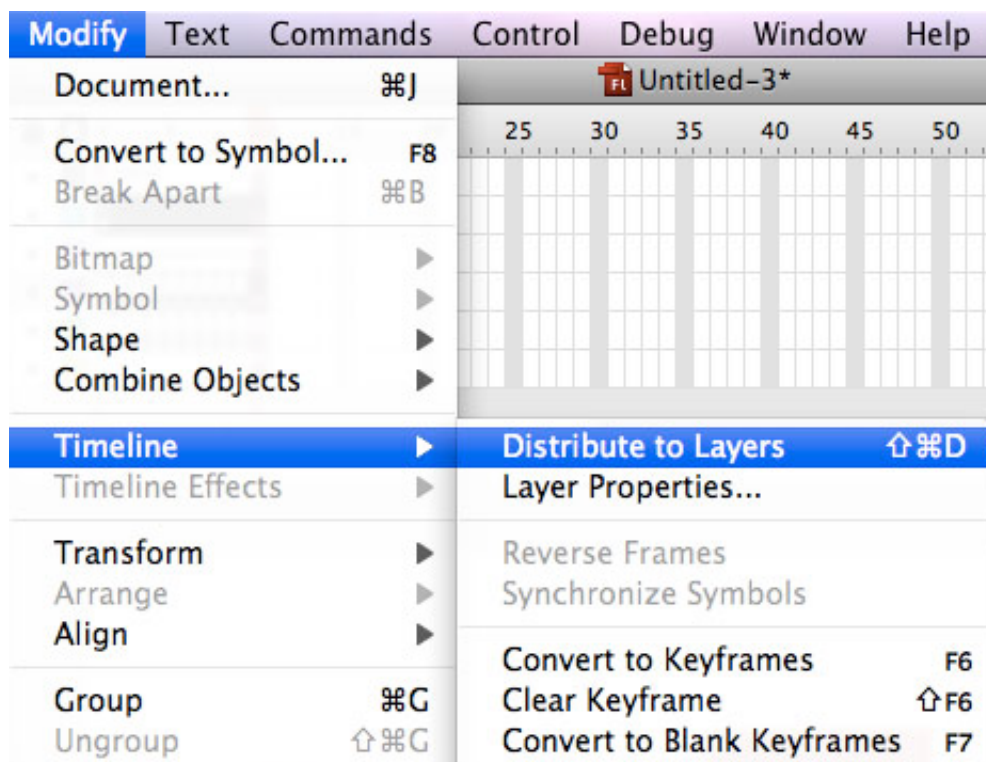 Modify Text Commands Control Debug Window Help
Document... ⌘J
Untitled-3*
25 30 35 40 45 50
Convert to Symbol... F8
Break Apart ⌘B
Bitmap
Symbol
Shape
Combine Objects
Timeline
Timeline Effects
Transform
Arrange
Align
Group ⌘G
Ungroup ⇧⌘G
Distribute to Layers ⇧⌘D
Layer Properties...
Reverse Frames
Synchronize Symbols
Convert to Keyframes F6
Clear Keyframe ⇧F6
Convert to Blank Keyframes F7